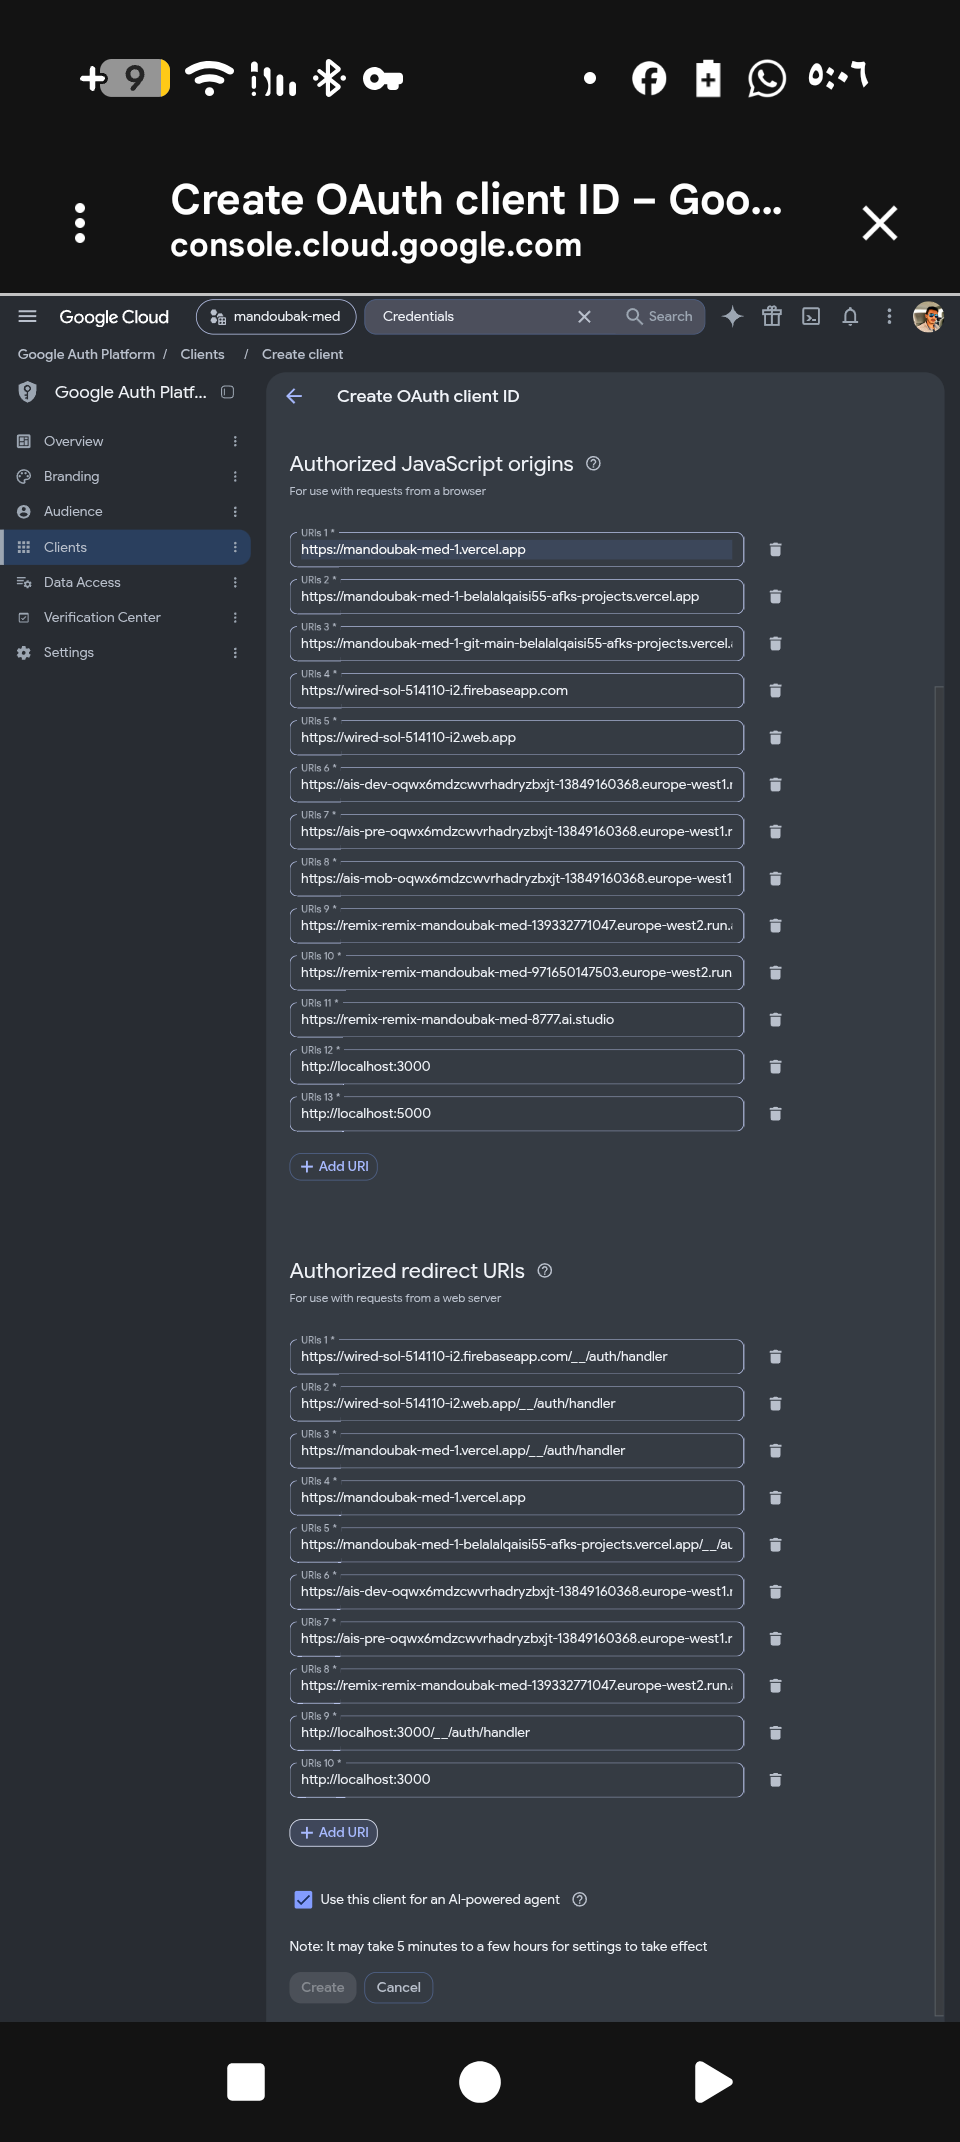 9
٥:٠٦
Create OAuth client ID – Goo...
console.cloud.google.com
Google Cloud
mandoubak-med
Credentials
Search
Google Auth Platform / Clients / Create client
Google Auth Platf...
Create OAuth client ID
Overview
Branding
Audience
Clients
Data Access
Verification Center
Settings
Authorized JavaScript origins
For use with requests from a browser
URIs 1 *
https://mandoubak-med-1.vercel.app
URIs 2 *
https://mandoubak-med-1-belalalqaisi55-afks-projects.vercel.app
URIs 3 *
https://mandoubak-med-1-git-main-belalalqaisi55-afks-projects.vercel.a
URIs 4 *
https://wired-sol-514110-i2.firebaseapp.com
URIs 5 *
https://wired-sol-514110-i2.web.app
URIs 6 *
https://ais-dev-oqwx6mdzcwvrhadryzbxjt-13849160368.europe-west1.r
URIs 7 *
https://ais-pre-oqwx6mdzcwvrhadryzbxjt-13849160368.europe-west1.r
URIs 8 *
https://ais-mob-oqwx6mdzcwvrhadryzbxjt-13849160368.europe-west1
URIs 9 *
https://remix-remix-mandoubak-med-139332771047.europe-west2.run.a
URIs 10 *
https://remix-remix-mandoubak-med-971650147503.europe-west2.run
URIs 11 *
https://remix-remix-mandoubak-med-8777.ai.studio
URIs 12 *
http://localhost:3000
URIs 13 *
http://localhost:5000
+ Add URI
Authorized redirect URIs
For use with requests from a web server
URIs 1 *
https://wired-sol-514110-i2.firebaseapp.com/__/auth/handler
URIs 2 *
https://wired-sol-514110-i2.web.app/__/auth/handler
URIs 3 *
https://mandoubak-med-1.vercel.app/__/auth/handler
URIs 4 *
https://mandoubak-med-1.vercel.app
URIs 5 *
https://mandoubak-med-1-belalalqaisi55-afks-projects.vercel.app/__/au
URIs 6 *
https://ais-dev-oqwx6mdzcwvrhadryzbxjt-13849160368.europe-west1.r
URIs 7 *
https://ais-pre-oqwx6mdzcwvrhadryzbxjt-13849160368.europe-west1.r
URIs 8 *
https://remix-remix-mandoubak-med-139332771047.europe-west2.run.a
URIs 9 *
http://localhost:3000/__/auth/handler
URIs 10 *
http://localhost:3000
+ Add URI
Use this client for an AI-powered agent
Note: It may take 5 minutes to a few hours for settings to take effect
Create
Cancel